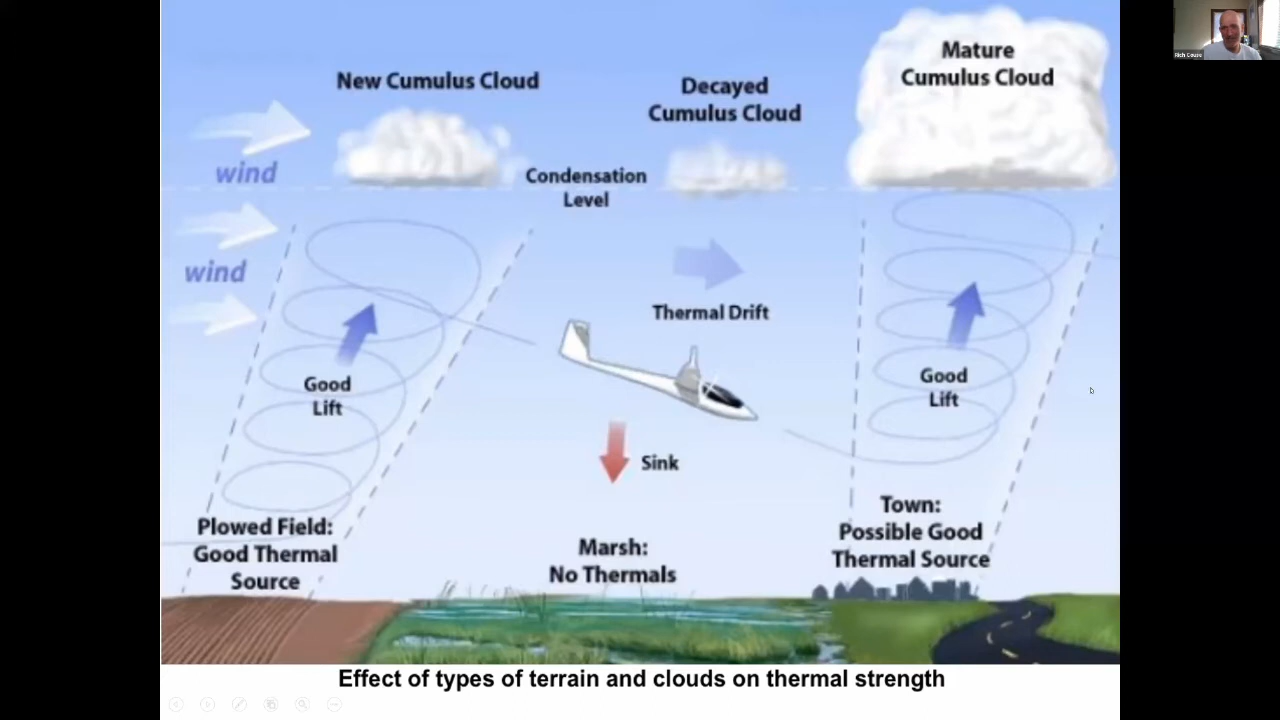 Rich Couse
New Cumulus Cloud
Decayed
Cumulus Cloud
Mature
Cumulus Cloud
wind
Condensation
Level
wind
Thermal Drift
Good
Lift
Good
Lift
Sink
Plowed Field:
Good Thermal
Source
Marsh:
No Thermals
Town:
Possible Good
Thermal Source
Effect of types of terrain and clouds on thermal strength